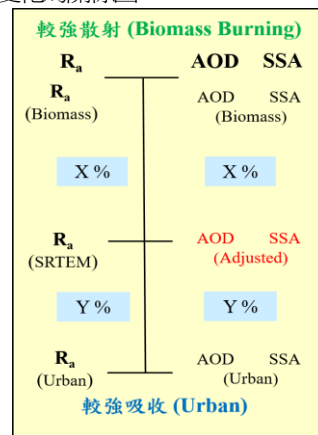 較強散射 (Biomass Burning)
Ra AOD SSA
Ra AOD SSA
(Biomass) (Biomass)
X % X %
Ra AOD SSA
(SRTEM) (Adjusted)
Y % Y %
Ra AOD SSA
(Urban) (Urban)
較強吸收 (Urban)